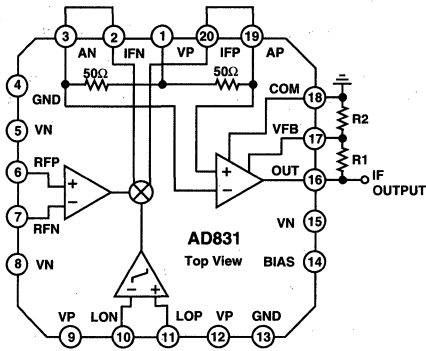 3 2 1 20 19
AN IFN VP IFP AP
50Ω 50Ω
4 GND
COM 18
R2
5 VN
VFB 17
R1
6 RFP
+
−
+
−
OUT 16
IF
OUTPUT
7 RFN
VN 15
AD831
Top View
8 VN
BIAS 14
− +
VP LON LOP VP GND
9 10 11 12 13